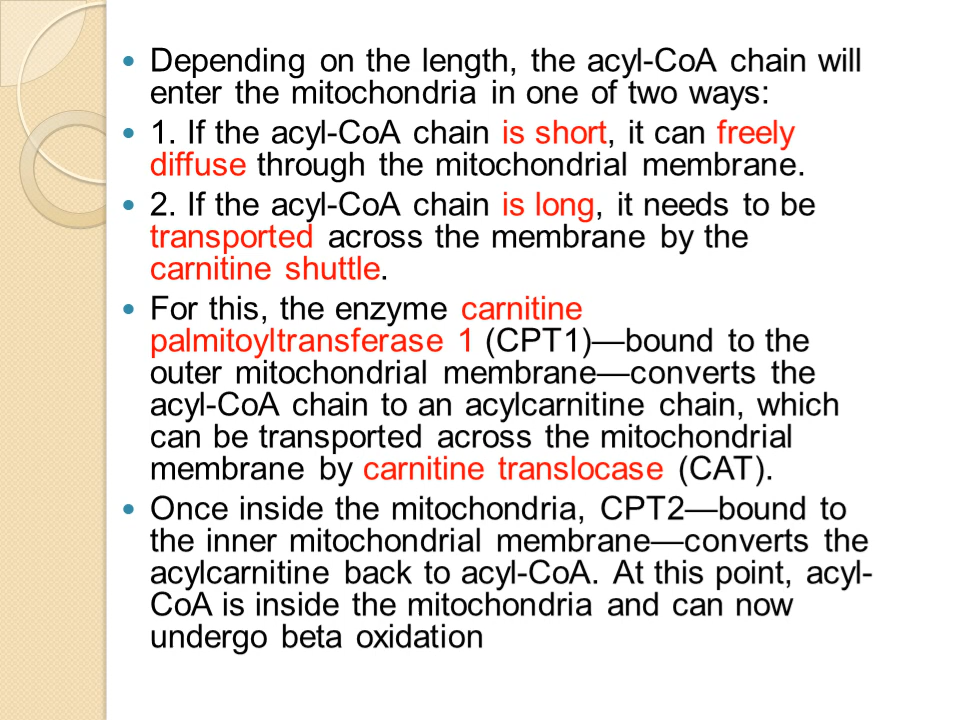 Depending on the length, the acyl-CoA chain will
enter the mitochondria in one of two ways:
1. If the acyl-CoA chain is short, it can freely
diffuse through the mitochondrial membrane.
2. If the acyl-CoA chain is long, it needs to be
transported across the membrane by the
carnitine shuttle.
For this, the enzyme carnitine
palmitoyltransferase 1 (CPT1)—bound to the
outer mitochondrial membrane—converts the
acyl-CoA chain to an acylcarnitine chain, which
can be transported across the mitochondrial
membrane by carnitine translocase (CAT).
Once inside the mitochondria, CPT2—bound to
the inner mitochondrial membrane—converts the
acylcarnitine back to acyl-CoA. At this point, acyl-
CoA is inside the mitochondria and can now
undergo beta oxidation